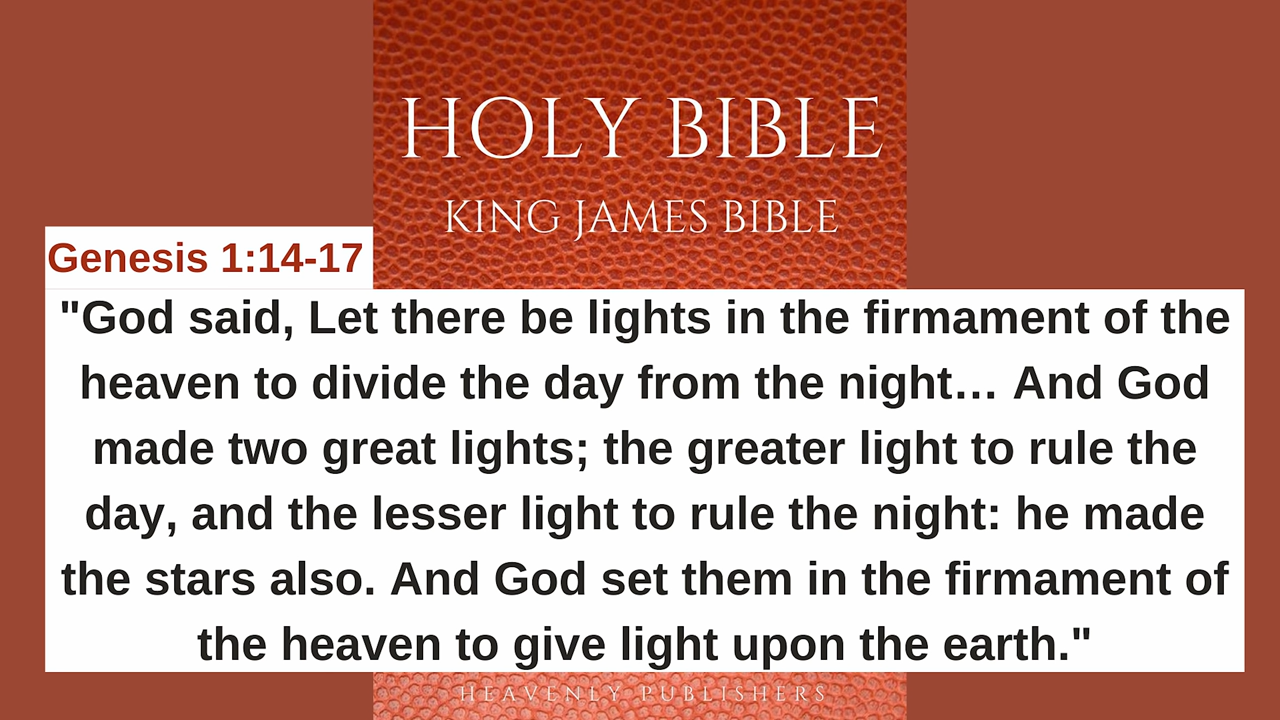 HOLY BIBLE
KING JAMES BIBLE
Genesis 1:14-17
"God said, Let there be lights in the firmament of the
heaven to divide the day from the night… And God
made two great lights; the greater light to rule the
day, and the lesser light to rule the night: he made
the stars also. And God set them in the firmament of
the heaven to give light upon the earth."
HEAVENLY PUBLISHERS